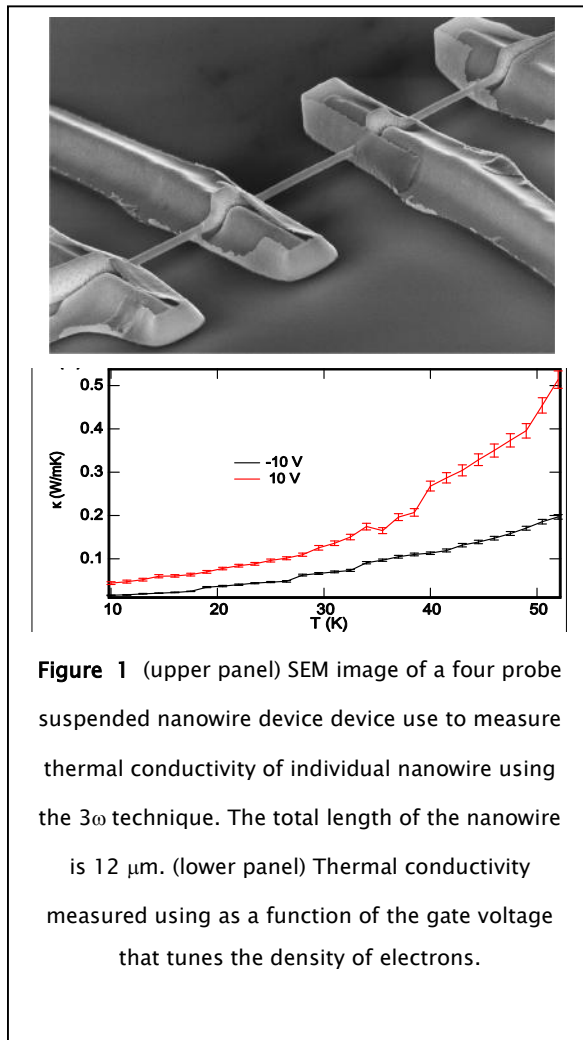 0.5
0.4
0.3
0.2
0.1
κ (W/mK)
-10 V
10 V
10
20
30
40
50
T (K)
Figure 1 (upper panel) SEM image of a four probe
suspended nanowire device device use to measure
thermal conductivity of individual nanowire using
the 3ω technique. The total length of the nanowire
is 12 μm. (lower panel) Thermal conductivity
measured using as a function of the gate voltage
that tunes the density of electrons.